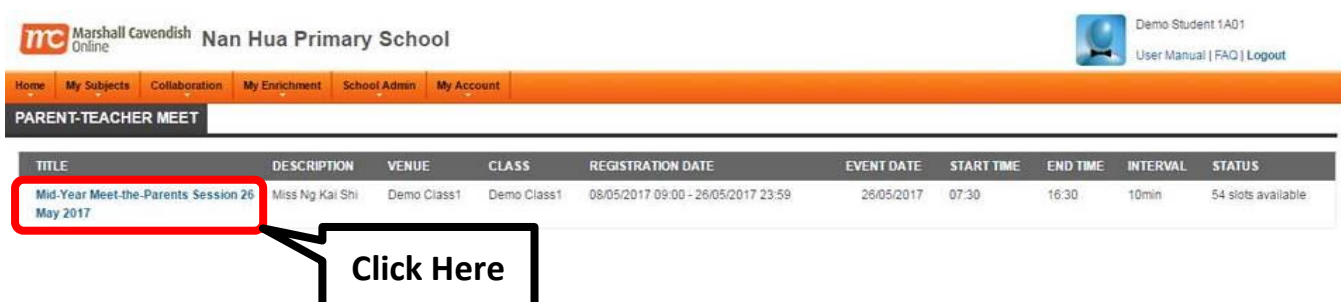 mc Marshall Cavendish Online Nan Hua Primary School
Demo Student 1A01
User Manual | FAQ | Logout
Home My Subjects Collaboration My Enrichment School Admin My Account
PARENT-TEACHER MEET
TITLE DESCRIPTION VENUE CLASS REGISTRATION DATE EVENT DATE START TIME END TIME INTERVAL STATUS
Mid-Year Meet-the-Parents Session 26 Miss Ng Kai Shi Demo Class1 Demo Class1 08/05/2017 09:00 - 26/05/2017 23:59 26/05/2017 07:30 16:30 10min 54 slots available
May 2017
Click Here